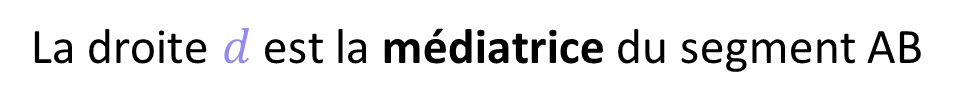 La droite d est la médiatrice du segment AB